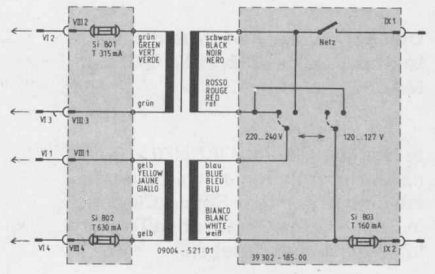 VIII 2
VI 2
Si 801
T 315 mA
grün
GREEN
VERT
VERDE
schwarz
BLACK
NOIR
NERO
IX 1
Netz
ROSSO
ROUGE
RED
rot
grün
VI 3
VIII 3
220...240 V
120...127 V
VI 1
VIII 1
gelb
YELLOW
JAUNE
GIALLO
blau
BLUE
BLEU
BLU
Si 802
T 630 mA
BIANCO
BLANC
WHITE
weiß
Si 803
T 160 mA
gelb
VI 4
VIII 4
09004 - 521-01
39 302 -185-00
IX 2